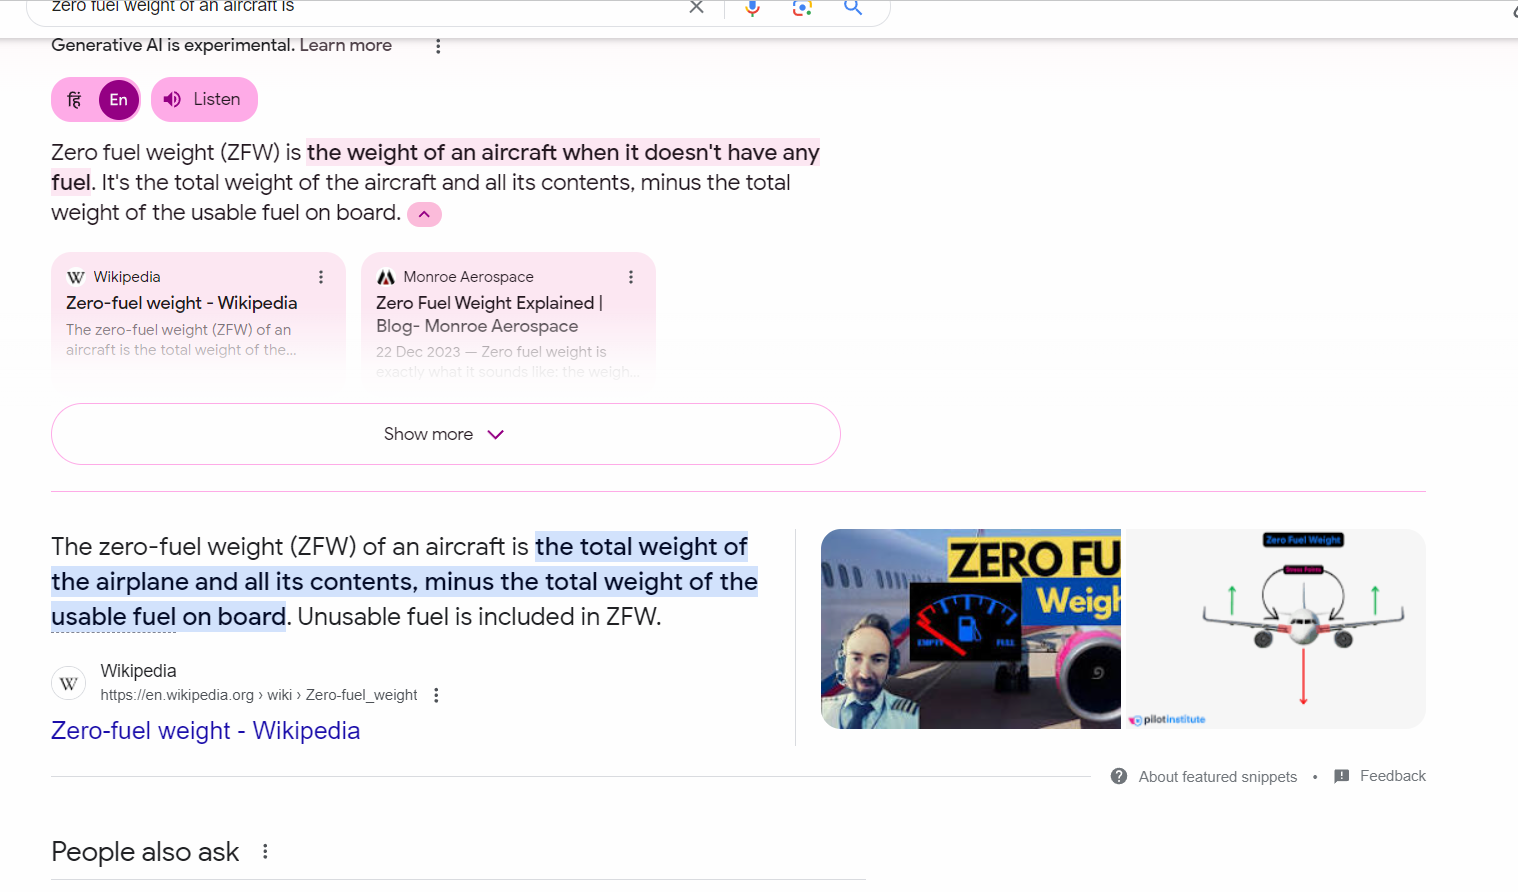 zero fuel weight of an aircraft is
Generative AI is experimental. Learn more
हिं En Listen
Zero fuel weight (ZFW) is the weight of an aircraft when it doesn't have any
fuel. It's the total weight of the aircraft and all its contents, minus the total
weight of the usable fuel on board.
Wikipedia
Zero-fuel weight - Wikipedia
The zero-fuel weight (ZFW) of an
aircraft is the total weight of the...
Monroe Aerospace
Zero Fuel Weight Explained |
Blog- Monroe Aerospace
22 Dec 2023 — Zero fuel weight is
exactly what it sounds like: the weigh...
Show more
The zero-fuel weight (ZFW) of an aircraft is the total weight of
the airplane and all its contents, minus the total weight of the
usable fuel on board. Unusable fuel is included in ZFW.
W
Wikipedia
https://en.wikipedia.org › wiki › Zero-fuel_weight
Zero-fuel weight - Wikipedia
ZERO FU
Weigh
EMPTY FULL
Zero Fuel Weight
pilotinstitute
About featured snippets • Feedback
People also ask